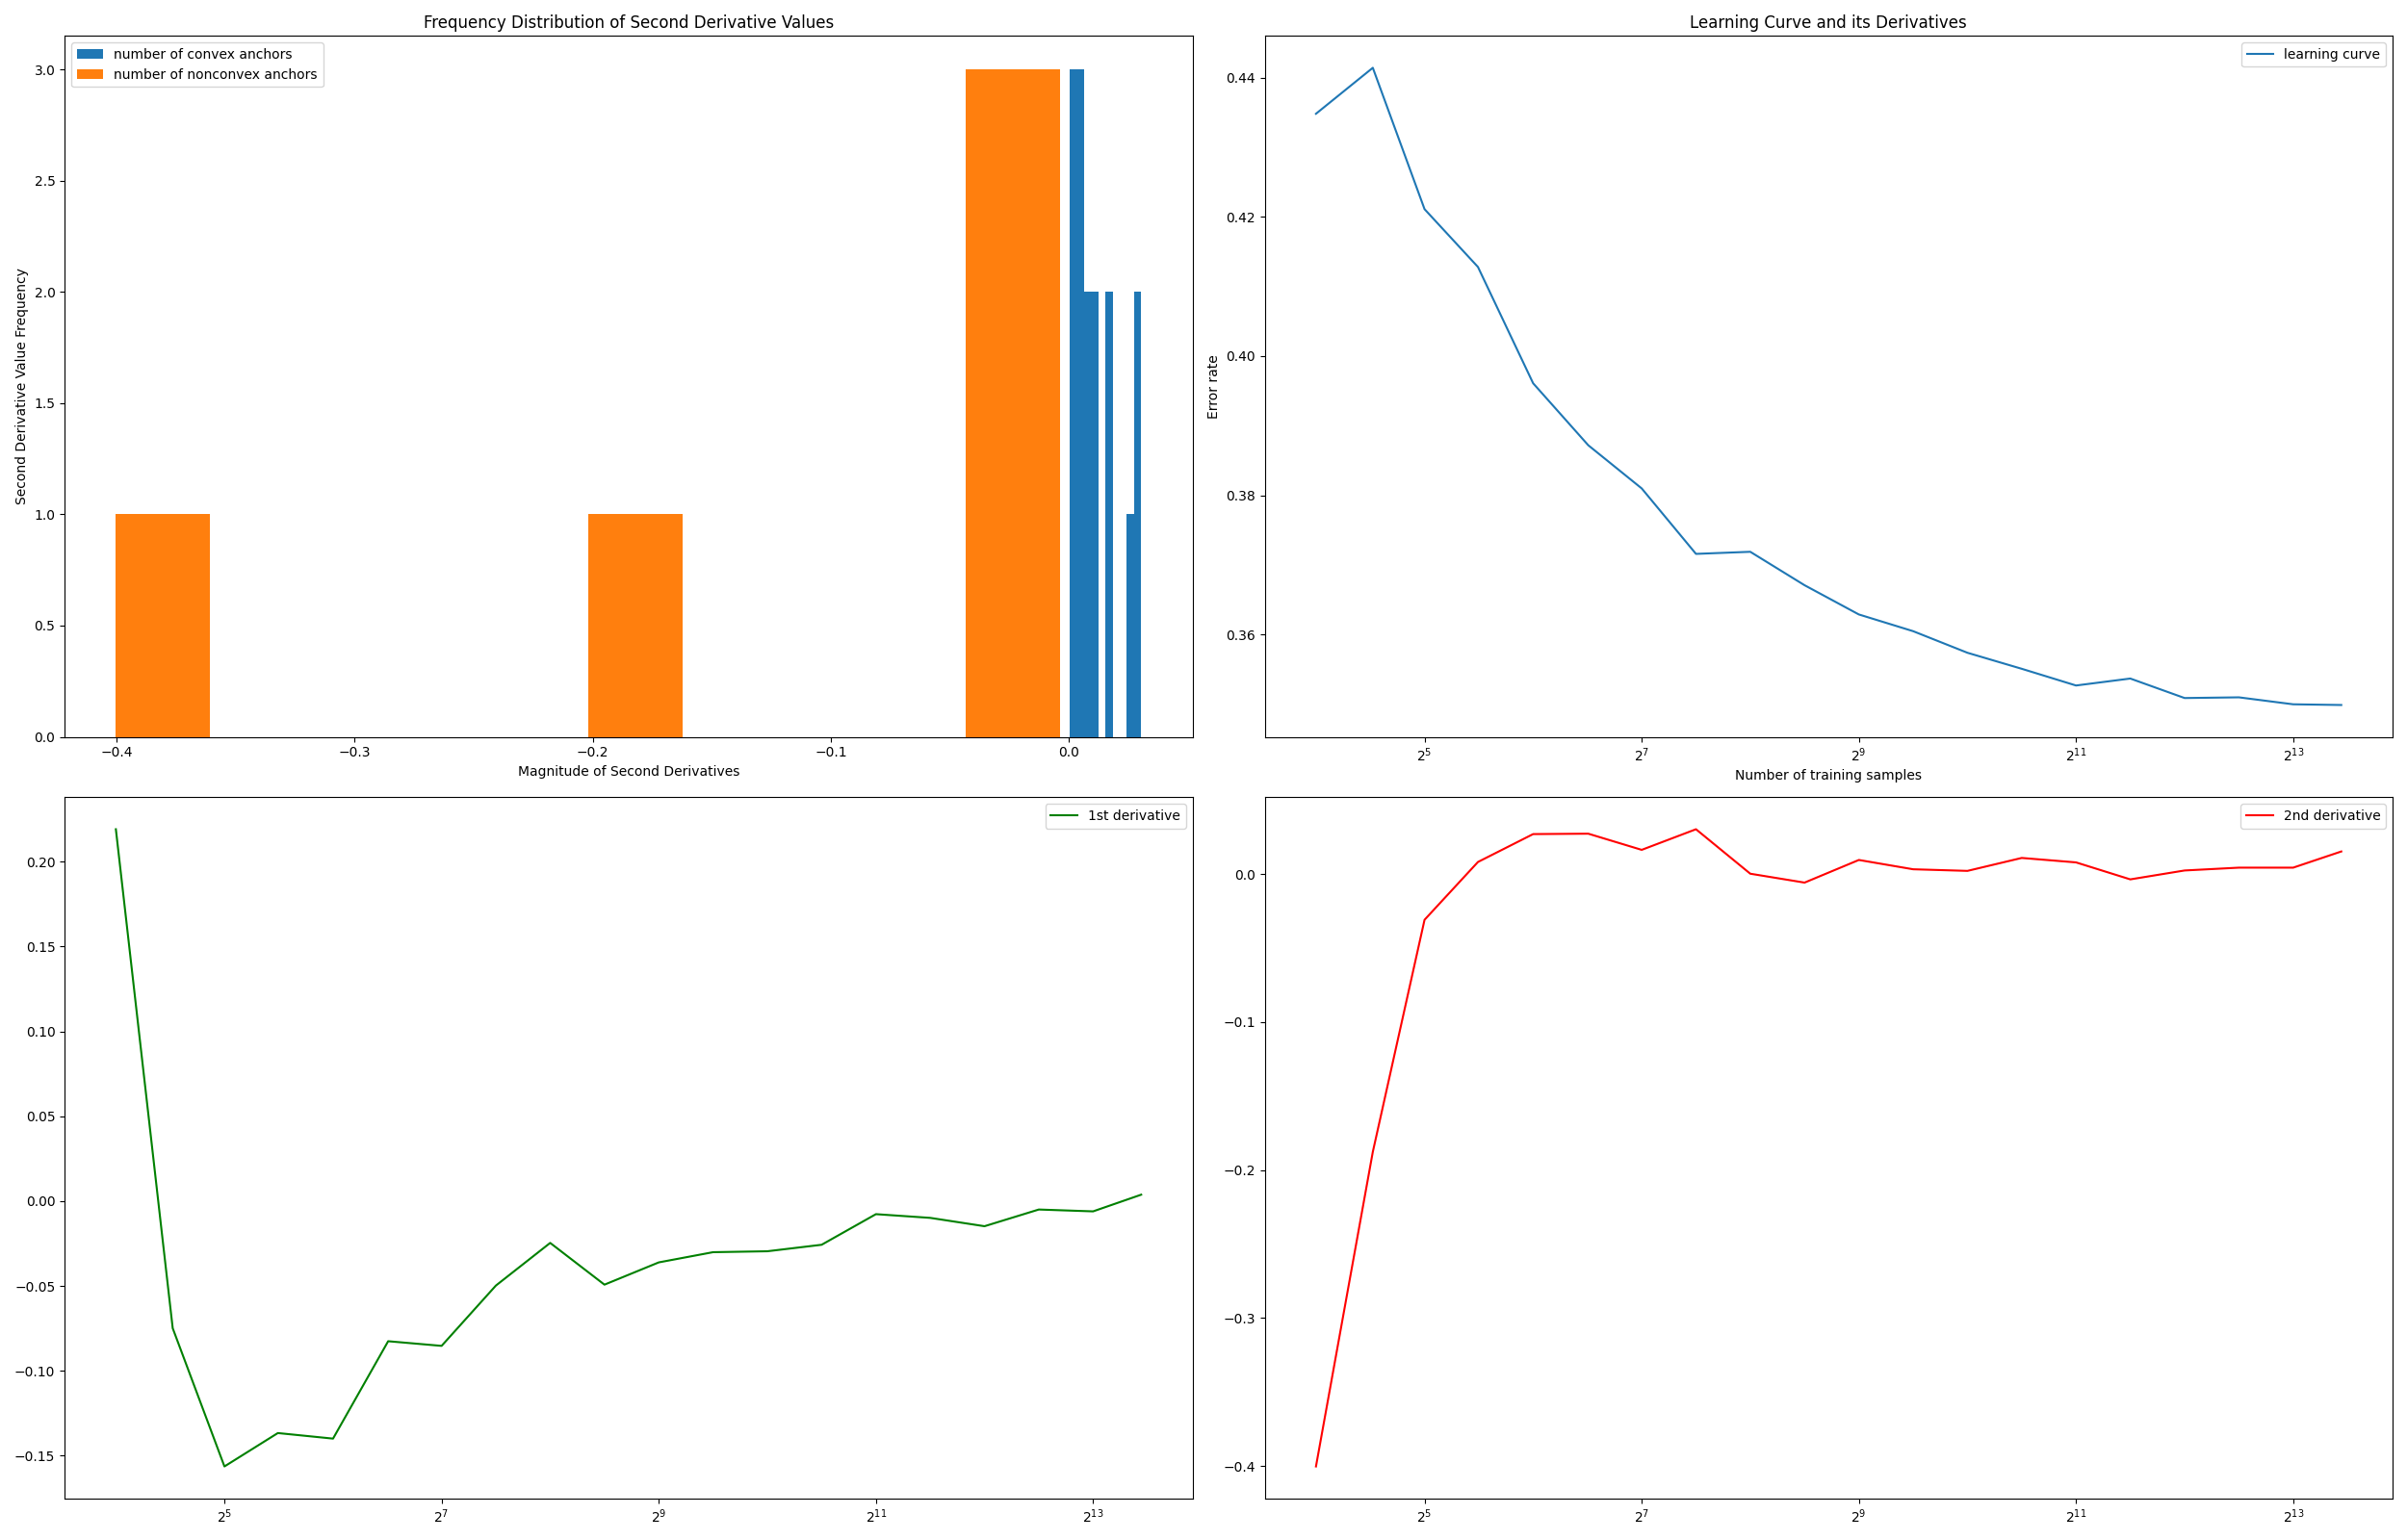 Frequency Distribution of Second Derivative Values
number of convex anchors
number of nonconvex anchors
3.0
2.5
2.0
1.5
1.0
0.5
0.0
Second Derivative Value Frequency
−0.4 −0.3 −0.2 −0.1 0.0
Magnitude of Second Derivatives
Learning Curve and its Derivatives
learning curve
0.44
0.42
0.40
0.38
0.36
Error rate
2^5 2^7 2^9 2^11 2^13
Number of training samples
1st derivative
0.20
0.15
0.10
0.05
0.00
−0.05
−0.10
−0.15
2^5 2^7 2^9 2^11 2^13
2nd derivative
0.0
−0.1
−0.2
−0.3
−0.4
2^5 2^7 2^9 2^11 2^13